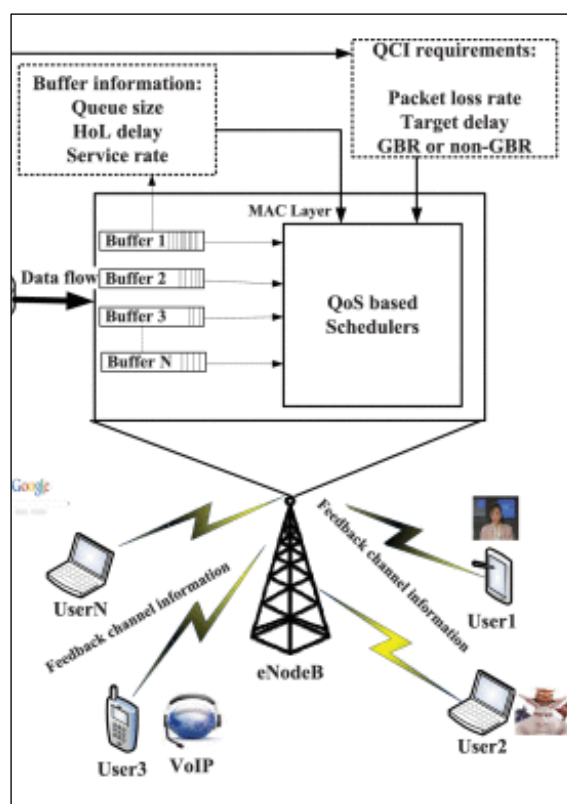 QCI requirements:
Packet loss rate
Target delay
GBR or non-GBR
Buffer information:
Queue size
HoL delay
Service rate
MAC Layer
Buffer 1
Buffer 2
Buffer 3
Buffer N
Data flow
QoS based
Schedulers
Google
UserN
Feedback channel information
User3
VoIP
eNodeB
Feedback channel information
User1
User2